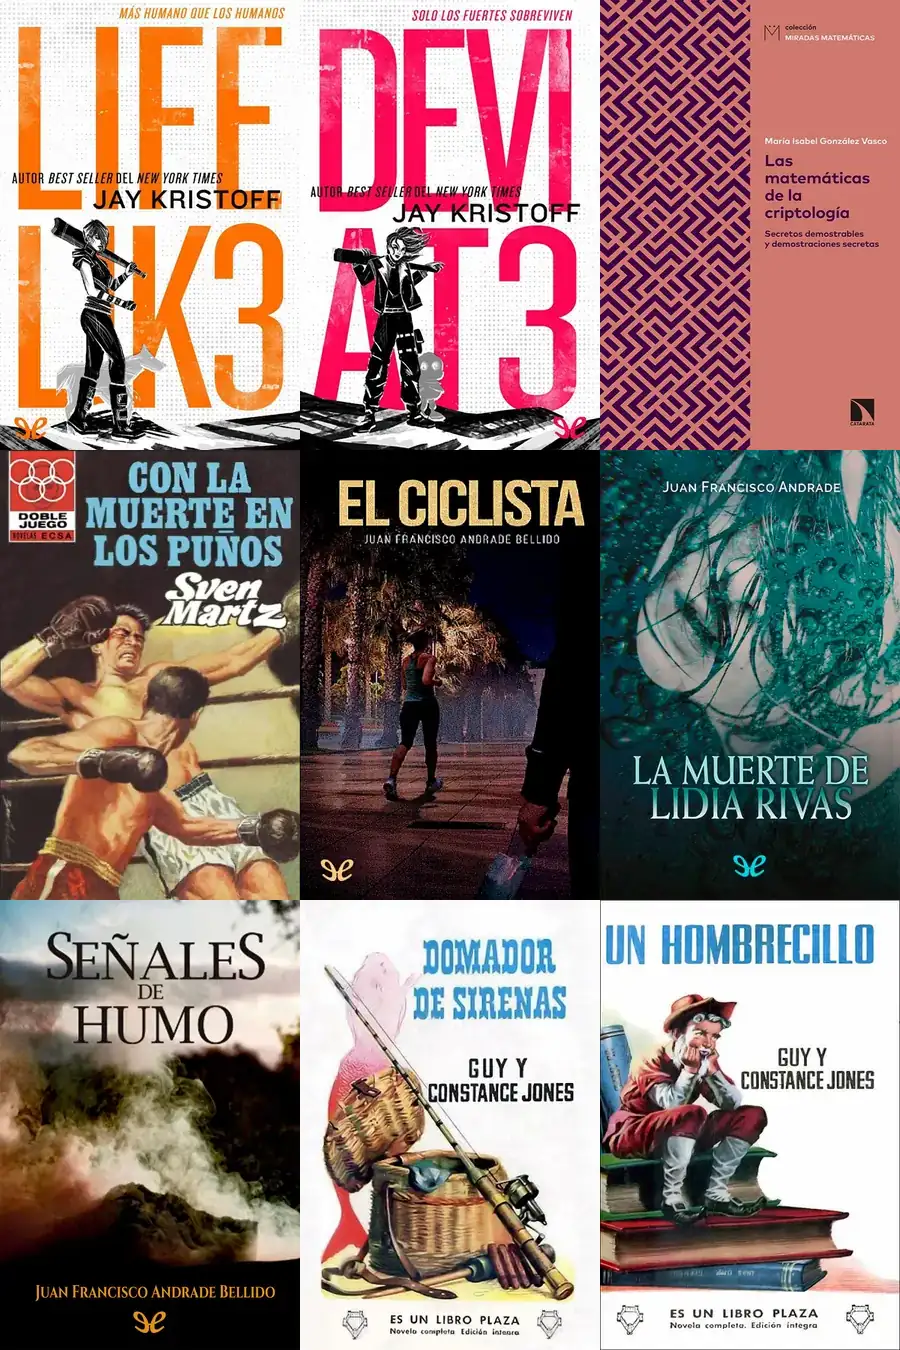 MÁS HUMANO QUE LOS HUMANOS
LIFE
AUTOR BEST SELLER DEL NEW YORK TIMES
JAY KRISTOFF
LIK3
SOLO LOS FUERTES SOBREVIVEN
DEVI
AUTOR BEST SELLER DEL NEW YORK TIMES
JAY KRISTOFF
AT3
colección
MIRADAS MATEMÁTICAS
María Isabel González Vasco
Las
matemáticas
de la
criptología
Secretos demostrables
y demostraciones secretas
CATARATA
DOBLE
JUEGO
NOVELAS ECSA
CON LA
MUERTE EN
LOS PUÑOS
Sven
Martz
EL CICLISTA
JUAN FRANCISCO ANDRADE BELLIDO
JUAN FRANCISCO ANDRADE
LA MUERTE DE
LIDIA RIVAS
SEÑALES
DE
HUMO
JUAN FRANCISCO ANDRADE BELLIDO
DOMADOR
DE SIRENAS
GUY Y
CONSTANCE JONES
ES UN LIBRO PLAZA
Novela completa. Edición íntegra
UN HOMBRECILLO
GUY Y
CONSTANCE JONES
ES UN LIBRO PLAZA
Novela completa. Edición íntegra